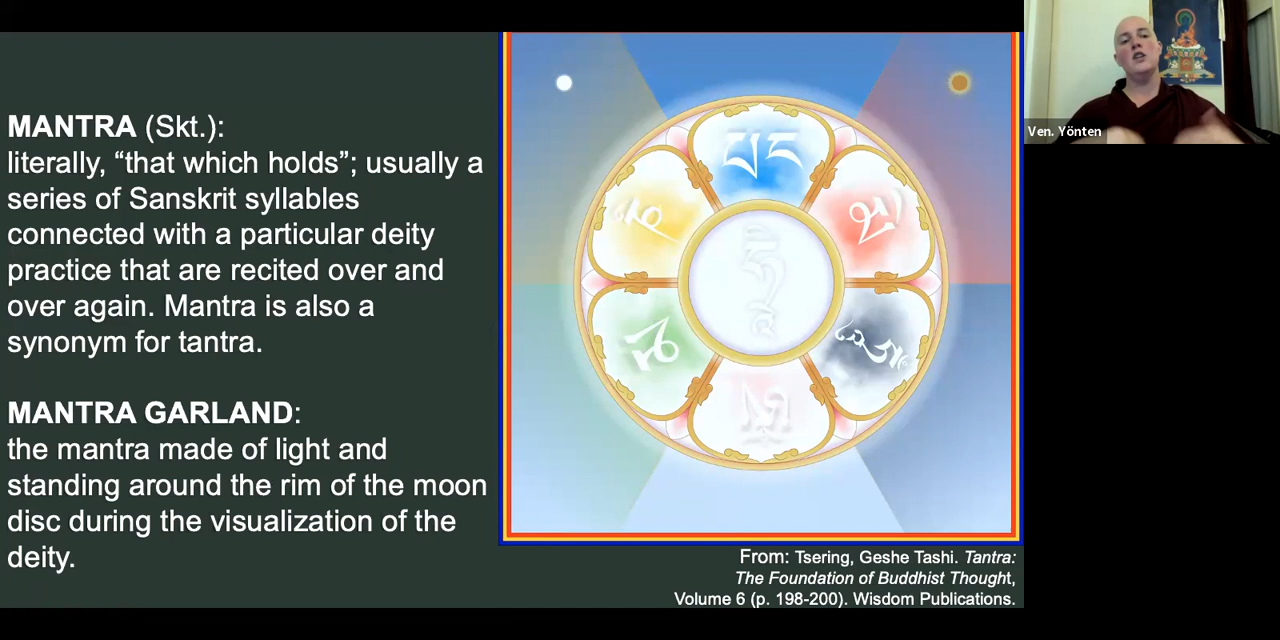 MANTRA (Skt.):
literally, “that which holds”; usually a
series of Sanskrit syllables
connected with a particular deity
practice that are recited over and
over again. Mantra is also a
synonym for tantra.
MANTRA GARLAND:
the mantra made of light and
standing around the rim of the moon
disc during the visualization of the
deity.
པད
From: Tsering, Geshe Tashi. Tantra:
The Foundation of Buddhist Thought,
Volume 6 (p. 198-200). Wisdom Publications.
Ven. Yönten